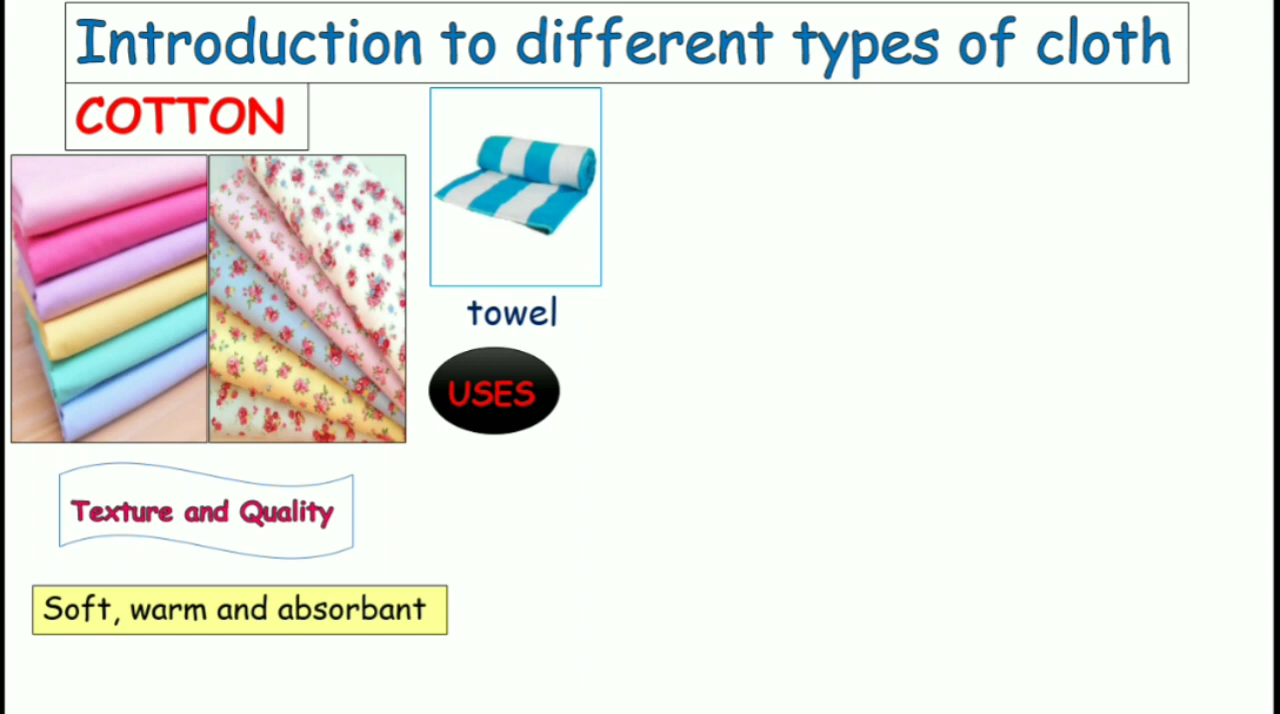 Introduction to different types of cloth
COTTON
towel
USES
Texture and Quality
Soft, warm and absorbant